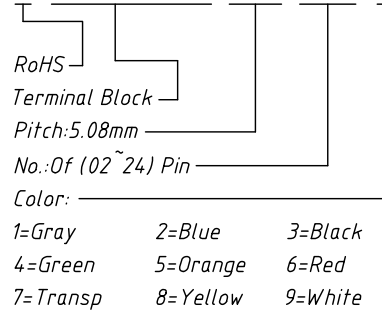 RoHS
Terminal Block
Pitch:5.08mm
No.:Of (02~24) Pin
Color:
1=Gray 2=Blue 3=Black
4=Green 5=Orange 6=Red
7=Transp 8=Yellow 9=White